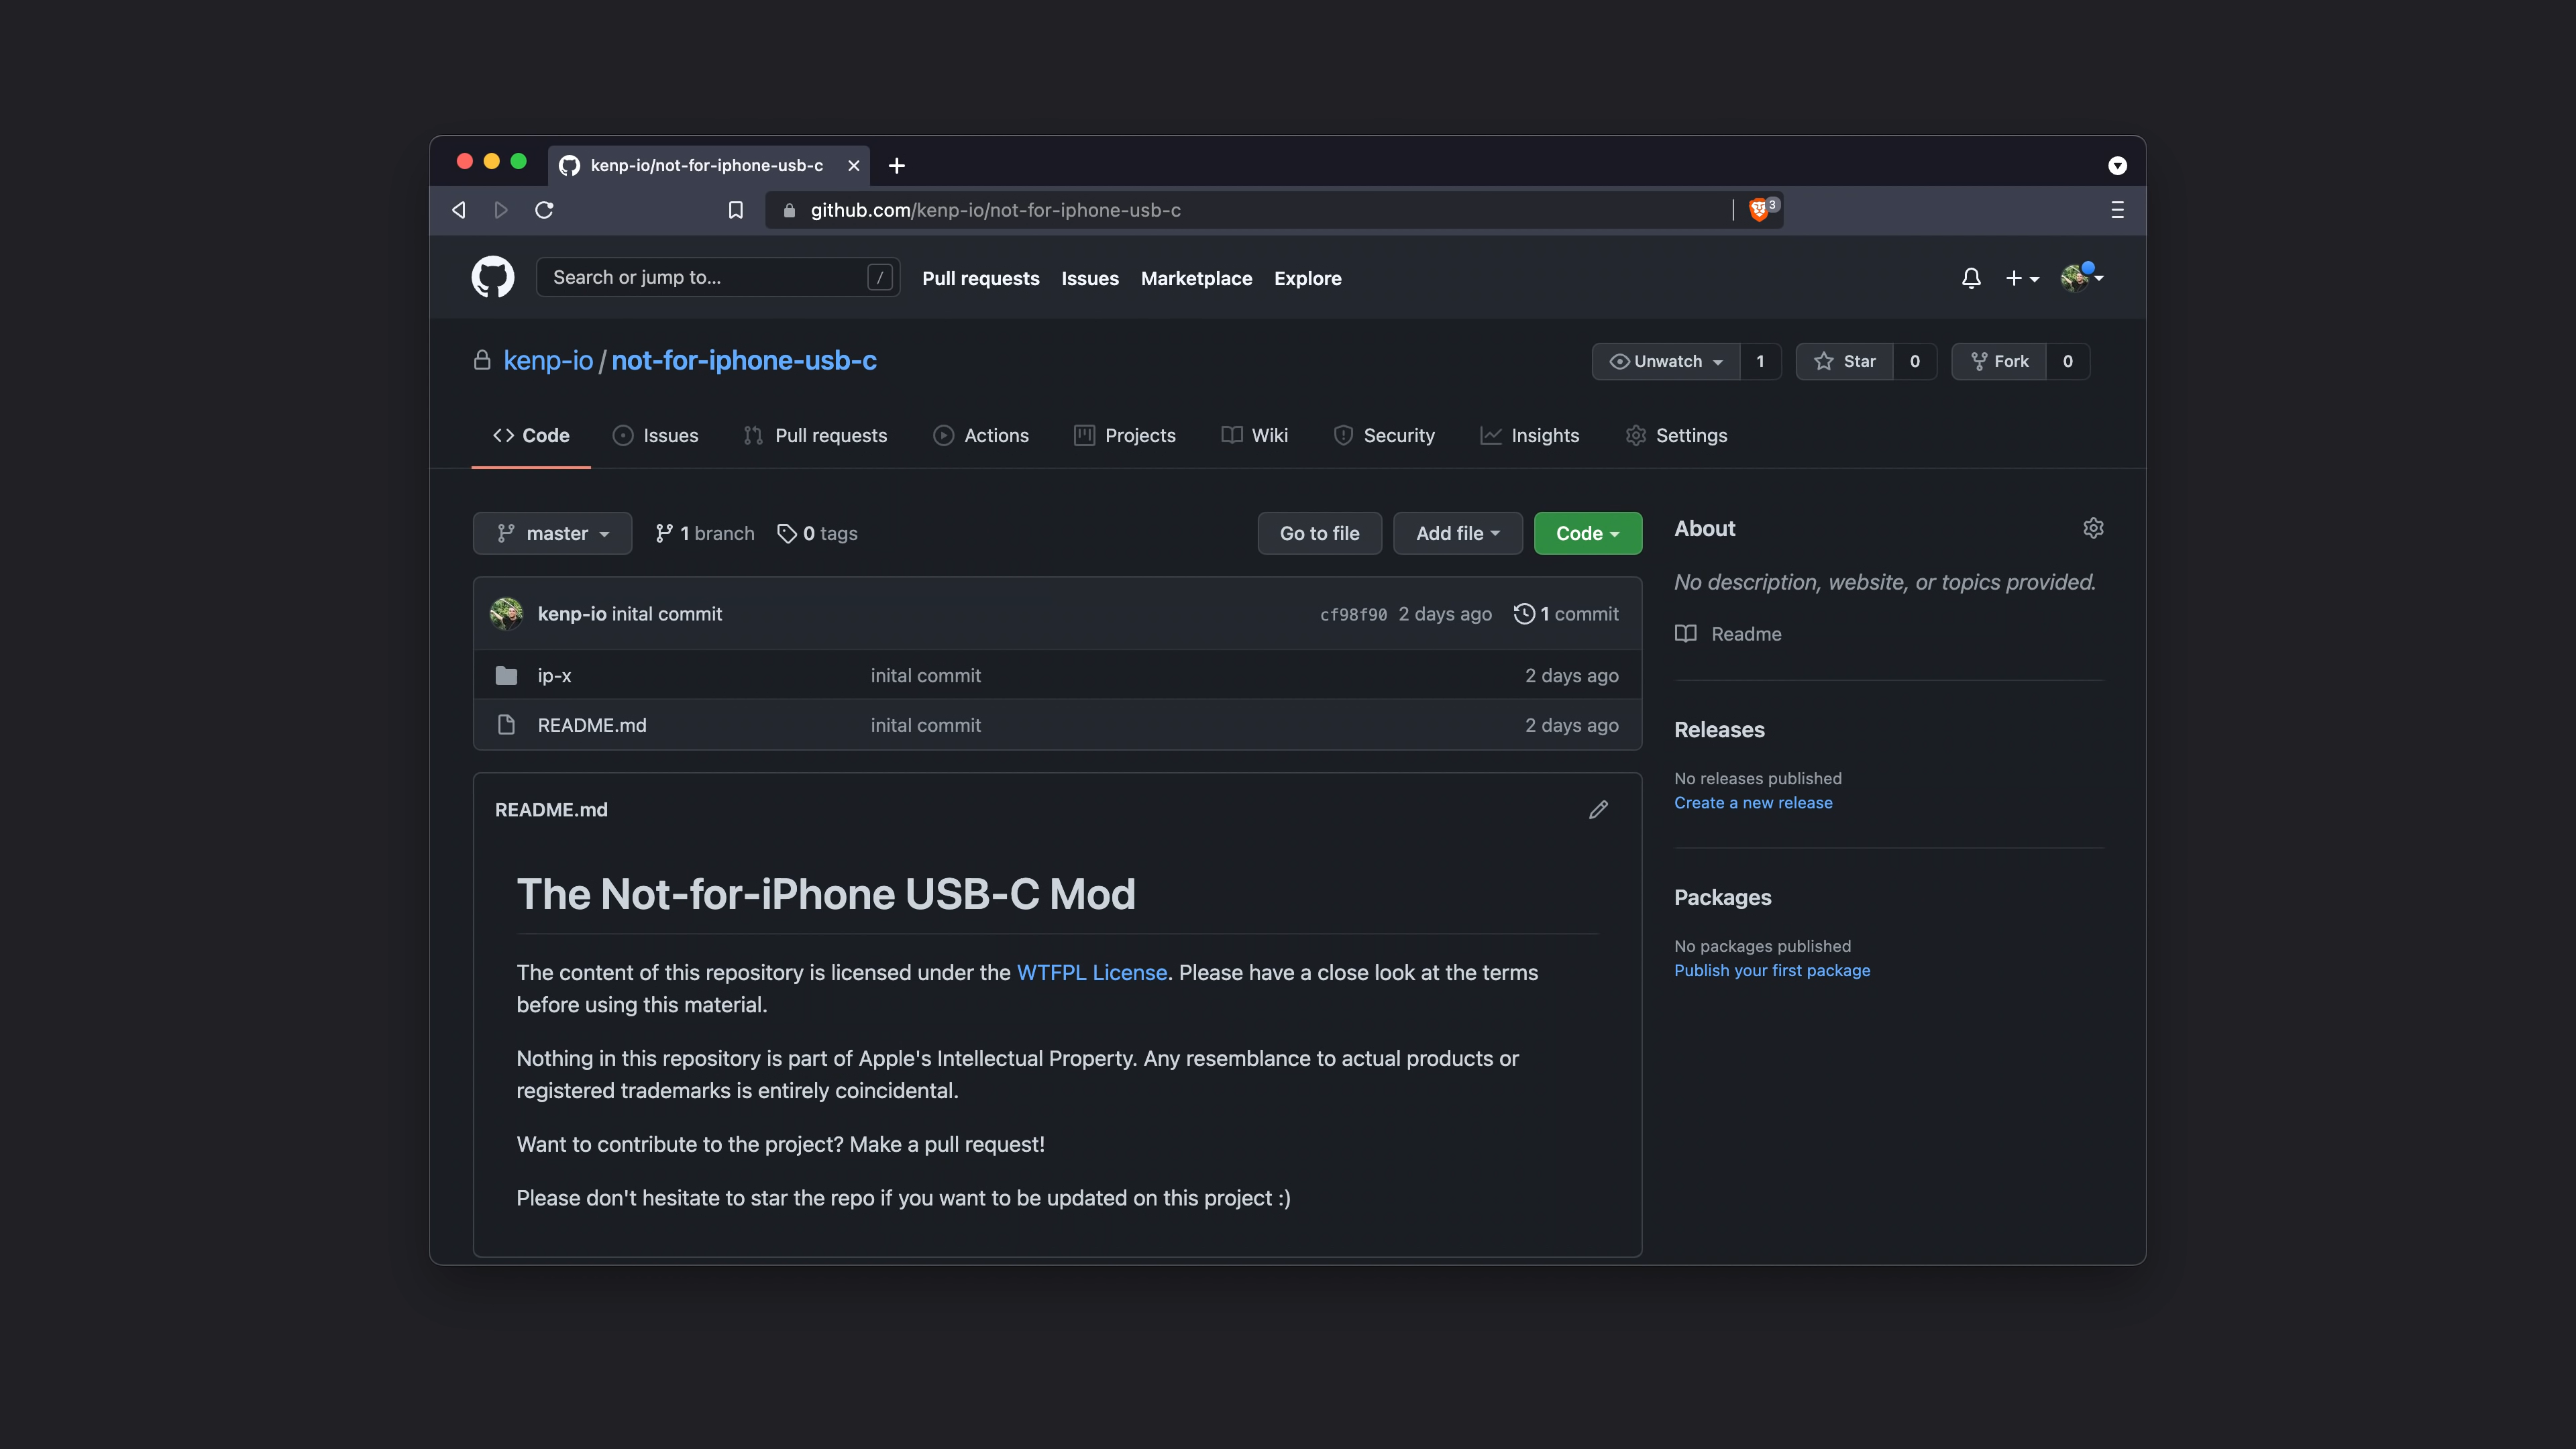 kenp-io/not-for-iphone-usb-c
github.com/kenp-io/not-for-iphone-usb-c
3
Search or jump to...
/
Pull requests
Issues
Marketplace
Explore
kenp-io / not-for-iphone-usb-c
Unwatch
1
Star
0
Fork
0
Code
Issues
Pull requests
Actions
Projects
Wiki
Security
Insights
Settings
master
1 branch
0 tags
Go to file
Add file
Code
kenp-io inital commit
cf98f90 2 days ago
1 commit
ip-x
inital commit
2 days ago
README.md
inital commit
2 days ago
README.md
The Not-for-iPhone USB-C Mod
The content of this repository is licensed under the WTFPL License. Please have a close look at the terms
before using this material.
Nothing in this repository is part of Apple's Intellectual Property. Any resemblance to actual products or
registered trademarks is entirely coincidental.
Want to contribute to the project? Make a pull request!
Please don't hesitate to star the repo if you want to be updated on this project :)
About
No description, website, or topics provided.
Readme
Releases
No releases published
Create a new release
Packages
No packages published
Publish your first package